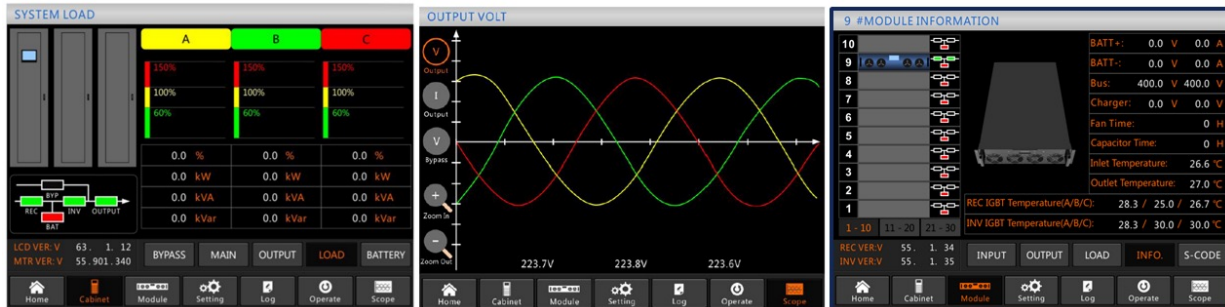 SYSTEM LOAD
A B C
150% 150% 150%
100% 100% 100%
60% 60% 60%
0.0 % 0.0 % 0.0 %
0.0 kW 0.0 kW 0.0 kW
0.0 kVA 0.0 kVA 0.0 kVA
0.0 kVar 0.0 kVar 0.0 kVar
BYP
REC INV OUTPUT
BAT
LCD VER: V 63. 1. 12
MTR VER: V 55.901.340
BYPASS MAIN OUTPUT LOAD BATTERY
Home Cabinet Module Setting Log Operate Scope
OUTPUT VOLT
V
Output
I
Output
V
Bypass
+
Zoom In
-
Zoom Out
223.7V 223.8V 223.6V
Home Cabinet Module Setting Log Operate Scope
9 #MODULE INFORMATION
10
9
8
7
6
5
4
3
2
1
1 - 10 11 - 20 21 - 30
BATT+: 0.0 V 0.0 A
BATT-: 0.0 V 0.0 A
Bus: 400.0 V 400.0 V
Charger: 0.0 V 0.0 V
Fan Time: 0 H
Capacitor Time: 0 H
Inlet Temperature: 26.6 ℃
Outlet Temperature: 27.0 ℃
REC IGBT Temperature(A/B/C): 28.3 / 25.0 / 26.7 ℃
INV IGBT Temperature(A/B/C): 28.3 / 30.0 / 30.0 ℃
REC VER:V 55. 1. 34
INV VER:V 55. 1. 35
INPUT OUTPUT LOAD INFO. S-CODE
Home Cabinet Module Setting Log Operate Scope